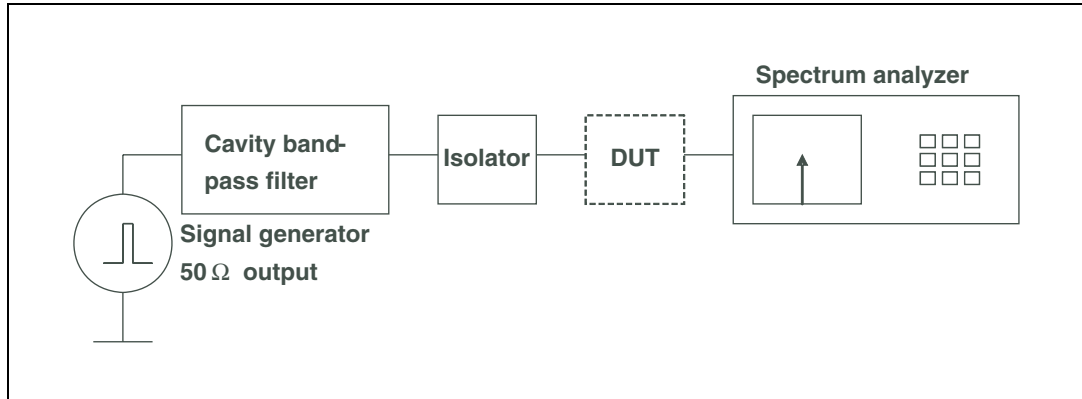 Spectrum analyzer
Cavity band-
pass filter
Isolator
DUT
Signal generator
50 Ω output